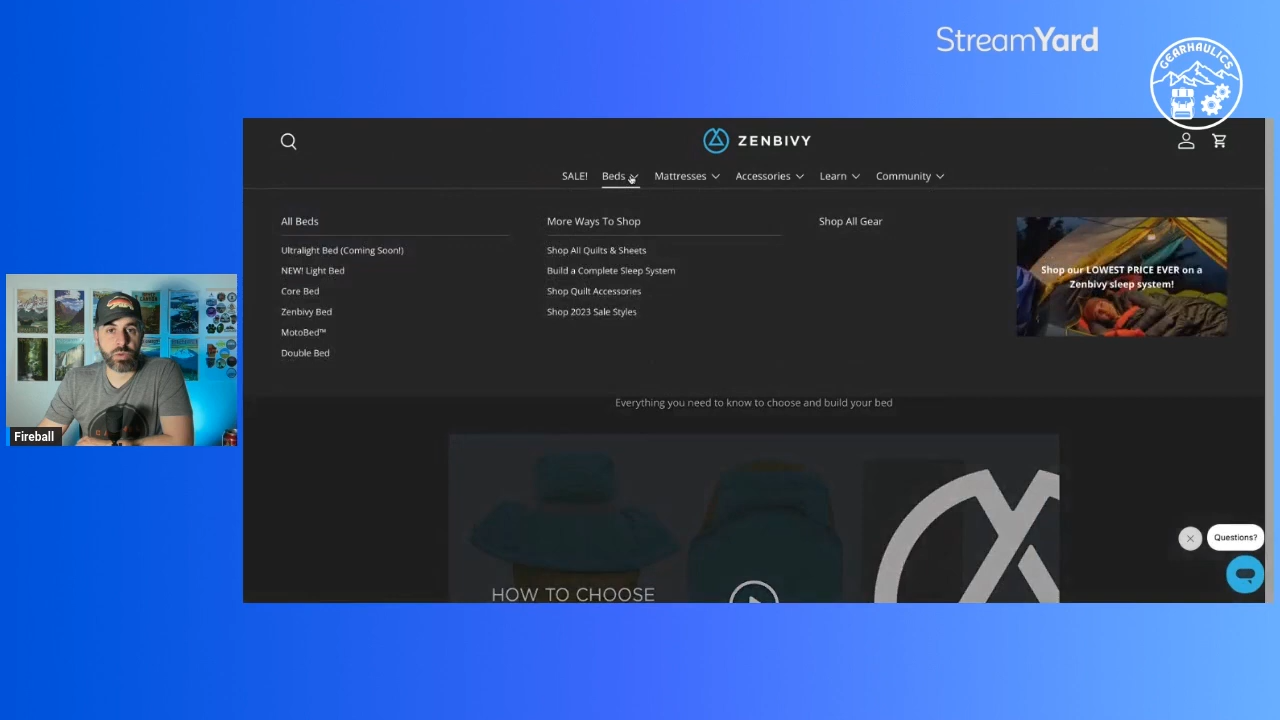 StreamYard
GEARHAULICS
ZENBIVY
SALE!
Beds
Mattresses
Accessories
Learn
Community
All Beds
Ultralight Bed (Coming Soon!)
NEW! Light Bed
Core Bed
Zenbivy Bed
MotoBed™
Double Bed
More Ways To Shop
Shop All Quilts & Sheets
Build a Complete Sleep System
Shop Quilt Accessories
Shop 2023 Sale Styles
Shop All Gear
Shop our LOWEST PRICE EVER on a
Zenbivy sleep system!
Everything you need to know to choose and build your bed
HOW TO CHOOSE
Questions?
Fireball